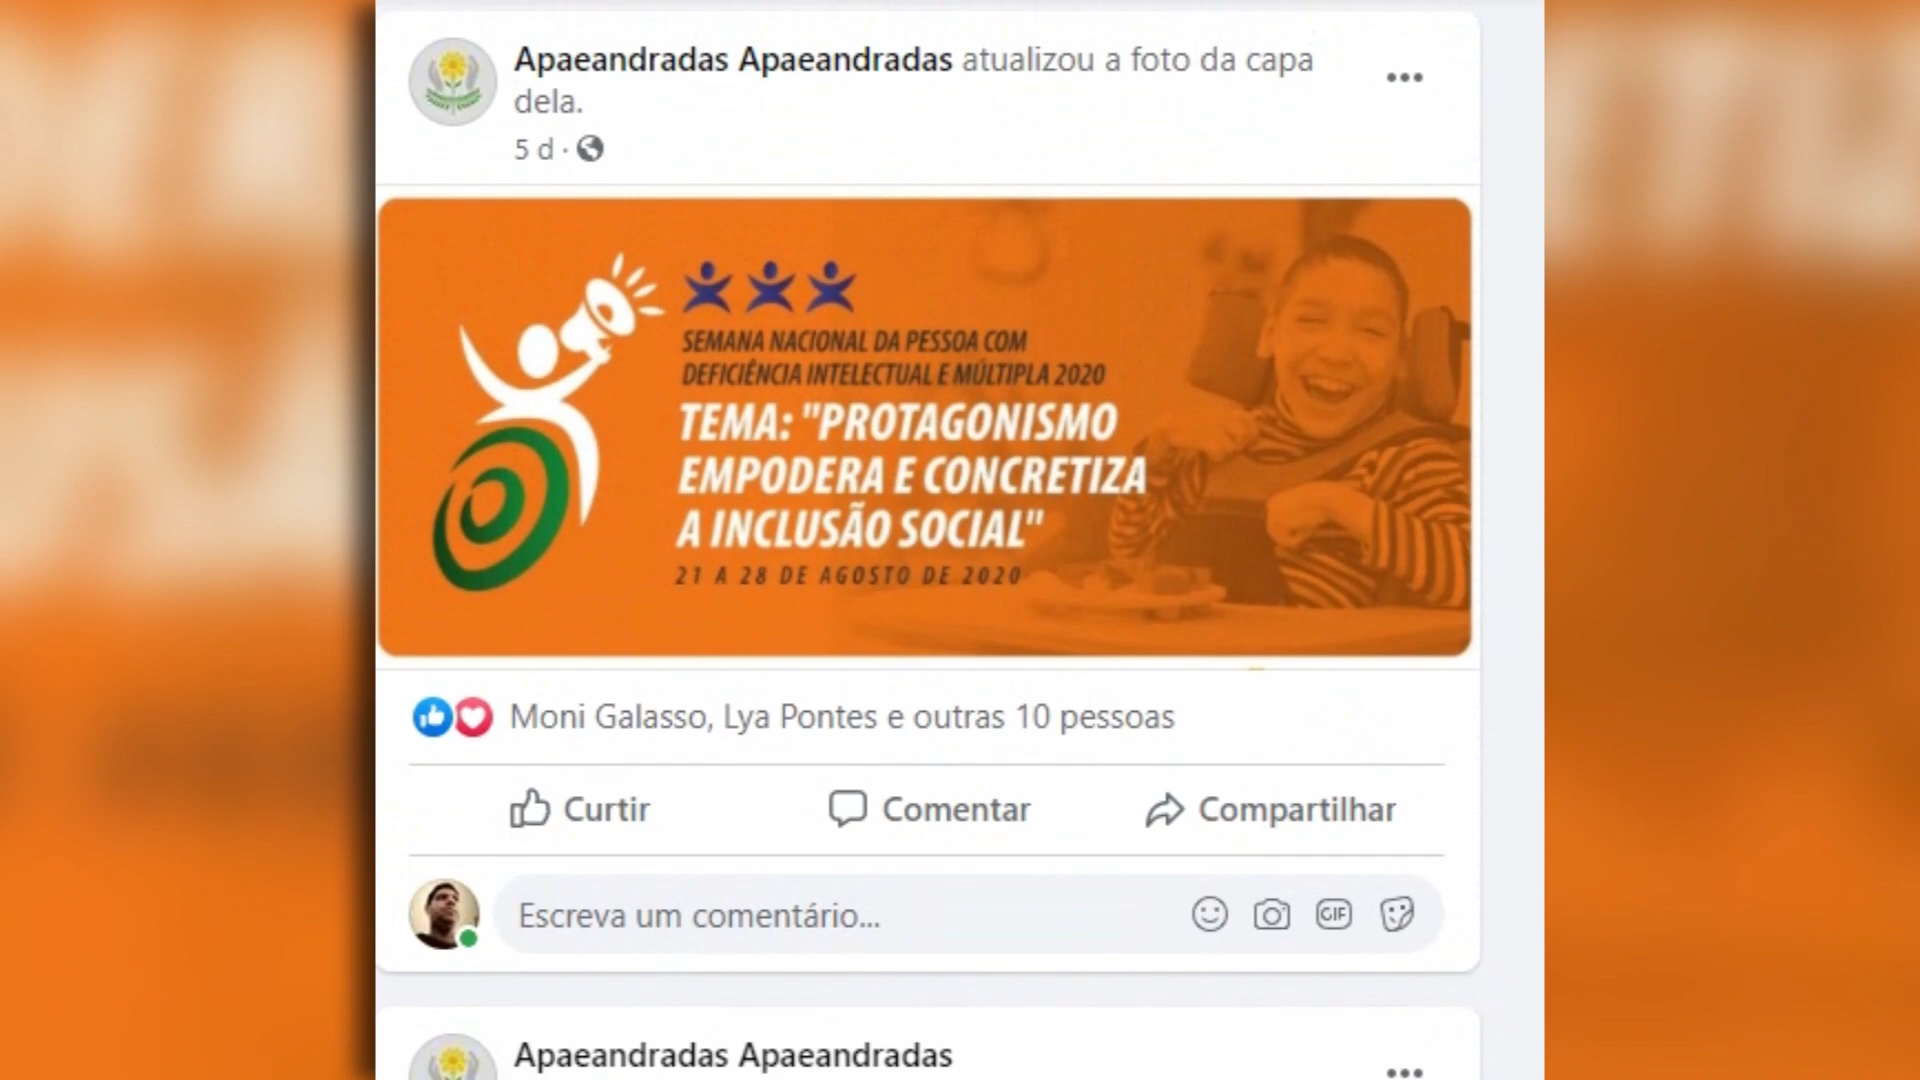 Apaeandradas Apaeandradas atualizou a foto da capa
dela.
5 d ·
SEMANA NACIONAL DA PESSOA COM
DEFICIÊNCIA INTELECTUAL E MÚLTIPLA 2020
TEMA: "PROTAGONISMO
EMPODERA E CONCRETIZA
A INCLUSÃO SOCIAL"
21 A 28 DE AGOSTO DE 2020
Moni Galasso, Lya Pontes e outras 10 pessoas
Curtir
Comentar
Compartilhar
Escreva um comentário...
GIF
Apaeandradas Apaeandradas